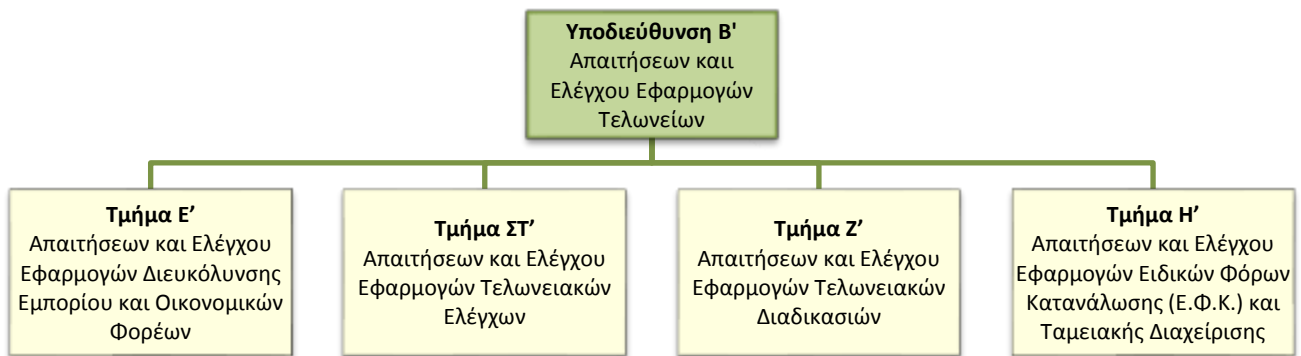 Υποδιεύθυνση Β'
Απαιτήσεων καιι
Ελέγχου Εφαρμογών
Τελωνείων
Τμήμα Ε’
Απαιτήσεων και Ελέγχου
Εφαρμογών Διευκόλυνσης
Εμπορίου και Οικονομικών
Φορέων
Τμήμα ΣΤ’
Απαιτήσεων και Ελέγχου
Εφαρμογών Τελωνειακών
Ελέγχων
Τμήμα Ζ’
Απαιτήσεων και Ελέγχου
Εφαρμογών Τελωνειακών
Διαδικασιών
Τμήμα Η’
Απαιτήσεων και Ελέγχου
Εφαρμογών Ειδικών Φόρων
Κατανάλωσης (Ε.Φ.Κ.) και
Ταμειακής Διαχείρισης